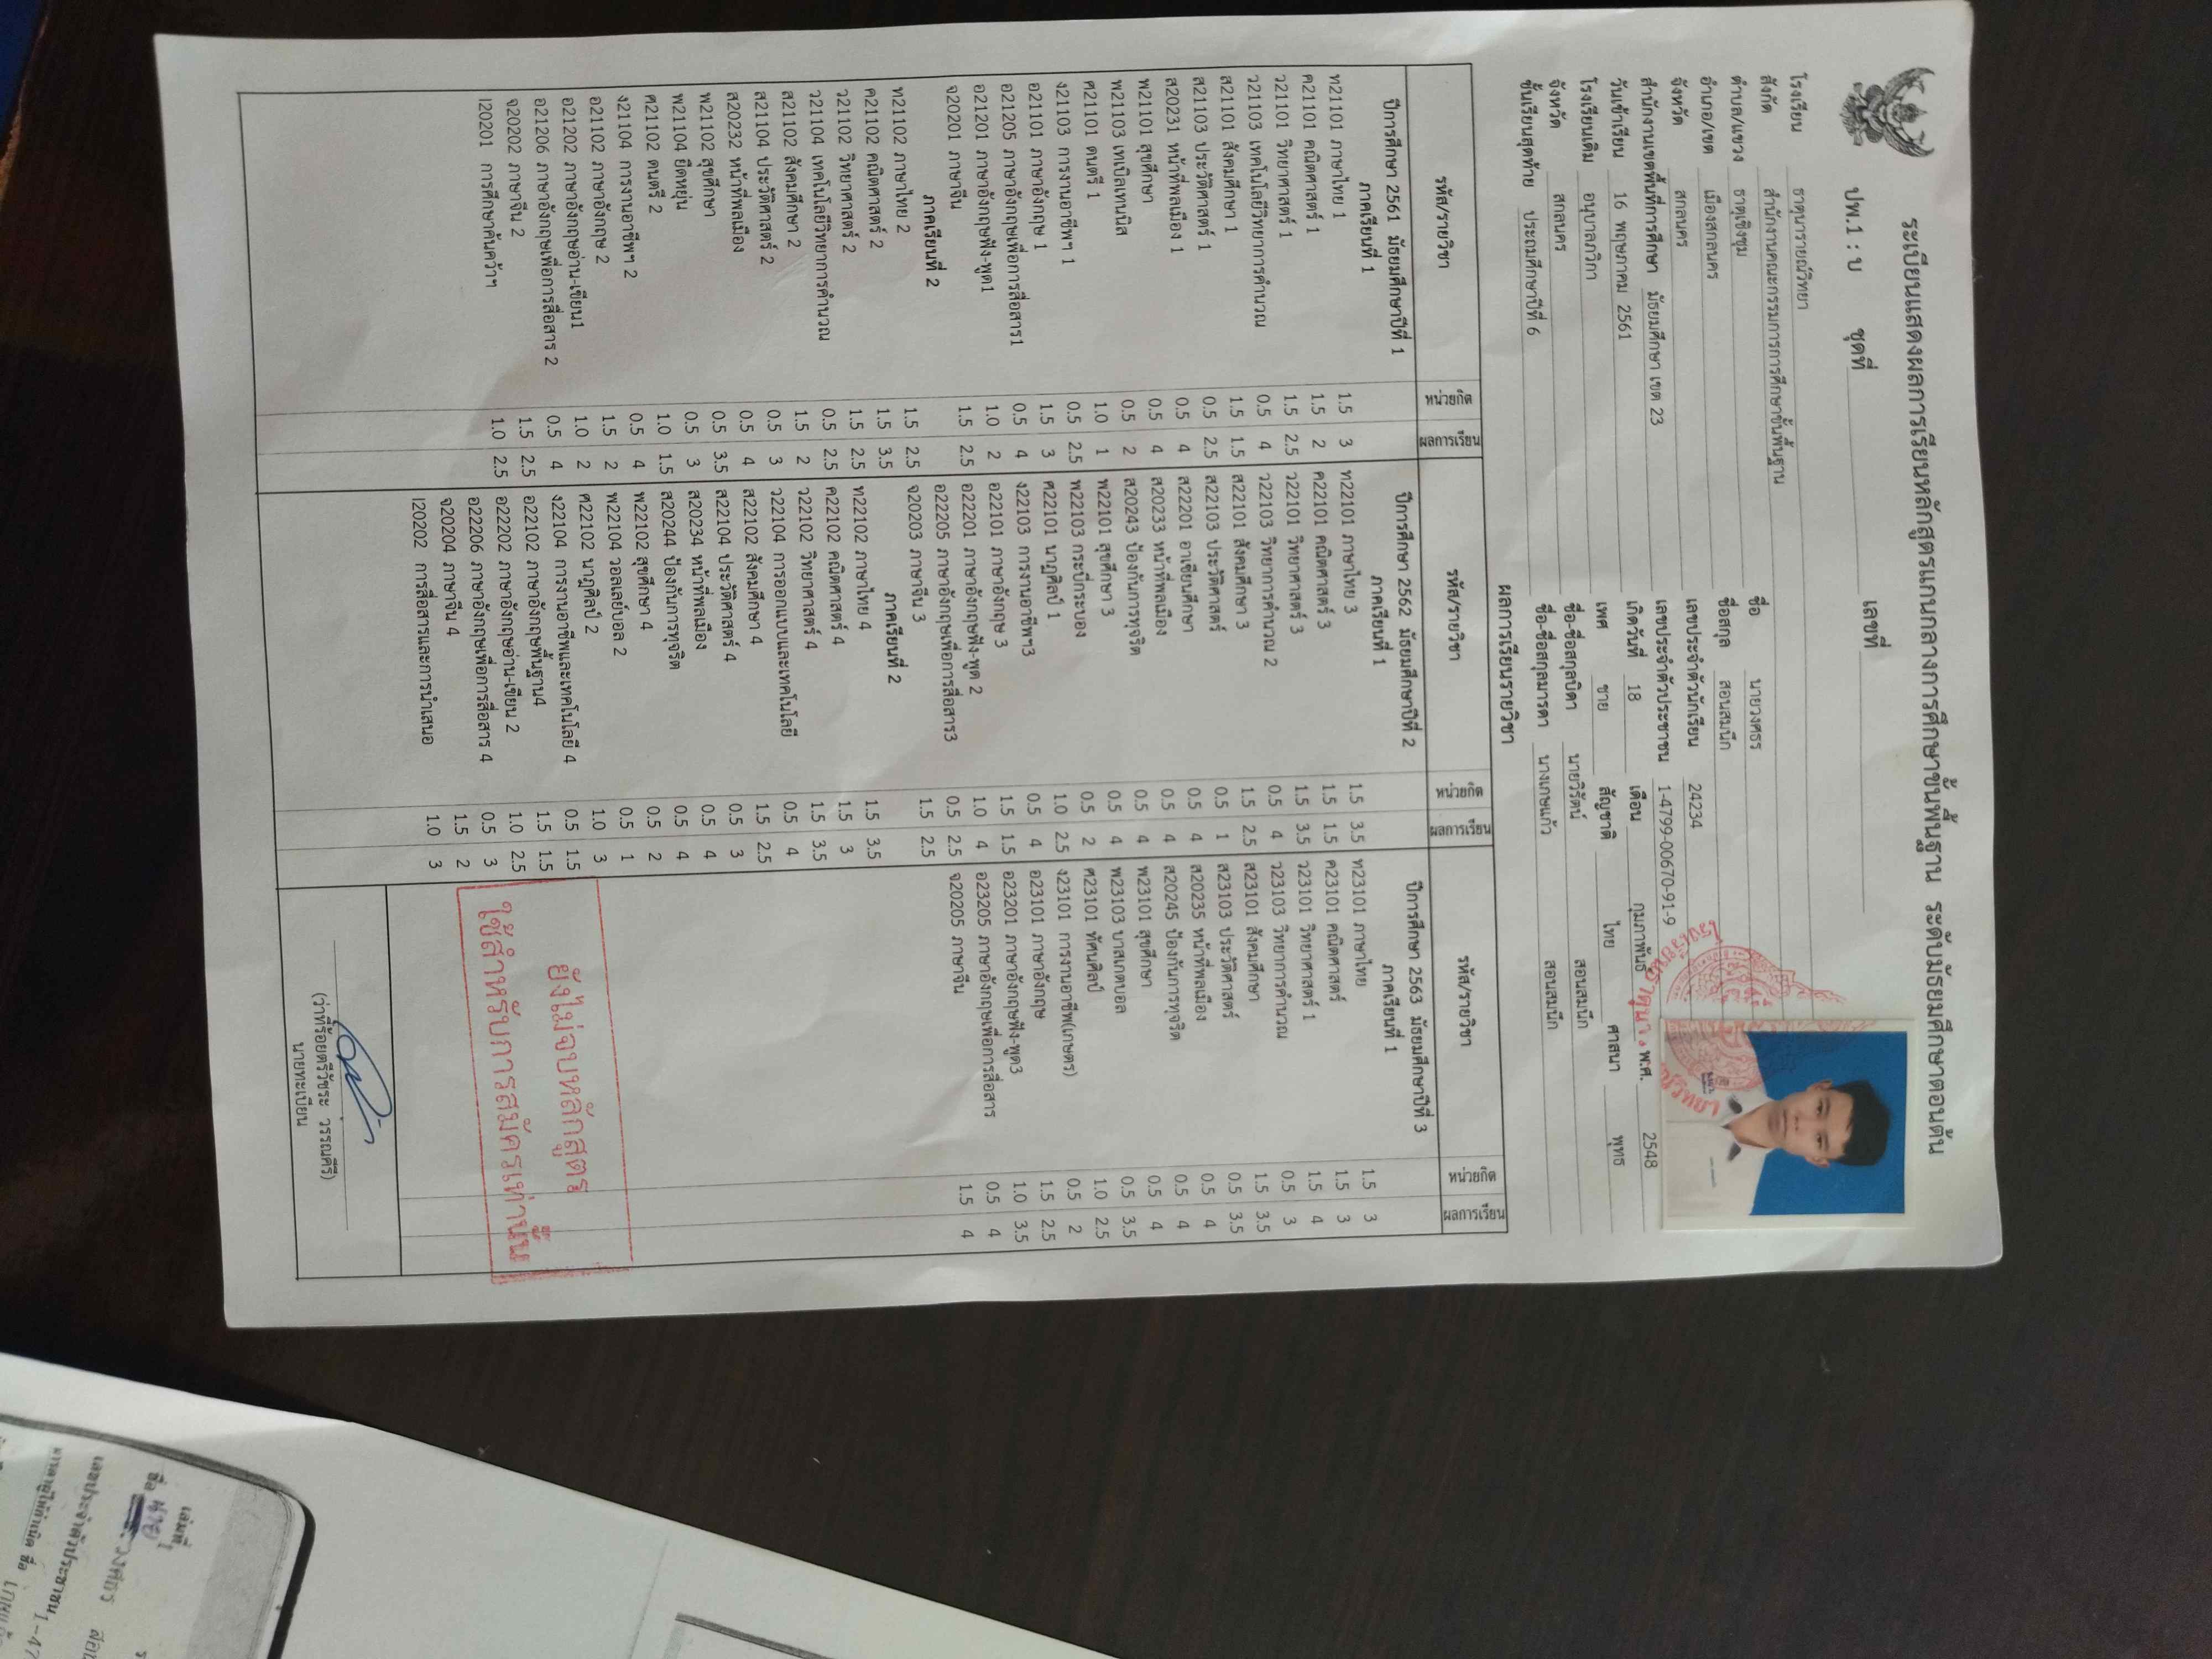 ระเบียนแสดงผลการเรียนหลักสูตรแกนกลางการศึกษาขั้นพื้นฐาน ระดับมัธยมศึกษาตอนต้น
ปพ.1 : บ ชุดที่ เลขที่
โรงเรียน ธาตุนารายณ์วิทยา
สังกัด สำนักงานคณะกรรมการการศึกษาขั้นพื้นฐาน
ตำบล/แขวง ธาตุเชิงชุม
อำเภอ/เขต เมืองสกลนคร
จังหวัด สกลนคร
สำนักงานเขตพื้นที่การศึกษา มัธยมศึกษา เขต 23
วันเข้าเรียน 16 พฤษภาคม 2561
โรงเรียนเดิม อนุบาลภวิกา
จังหวัด สกลนคร
ชั้นเรียนสุดท้าย ประถมศึกษาปีที่ 6
ชื่อ นายวงศธร
ชื่อสกุล สอนสมนึก
เลขประจำตัวนักเรียน 24234
เลขประจำตัวประชาชน 1-4799-00670-91-9
เกิดวันที่ 18 เดือน กุมภาพันธ์ พ.ศ. 2548
เพศ ชาย สัญชาติ ไทย ศาสนา พุทธ
ชื่อ-ชื่อสกุลบิดา นายวิรัตน์ สอนสมนึก
ชื่อ-ชื่อสกุลมารดา นางเกษแก้ว สอนสมนึก
ผลการเรียนรายวิชา
รหัส/รายวิชา หน่วยกิต ผลการเรียน
ปีการศึกษา 2561 มัธยมศึกษาปีที่ 1
ภาคเรียนที่ 1
ท21101 ภาษาไทย 1 1.5 3
ค21101 คณิตศาสตร์ 1 1.5 2
ว21101 วิทยาศาสตร์ 1 1.5 2.5
ว21103 เทคโนโลยีวิทยาการคำนวณ 0.5 4
ส21101 สังคมศึกษา 1 1.5 1.5
ส21103 ประวัติศาสตร์ 1 0.5 2.5
ส20231 หน้าที่พลเมือง 1 0.5 4
พ21101 สุขศึกษา 0.5 4
พ21103 เทเบิลเทนนิส 0.5 2
ศ21101 ดนตรี 1 1.0 1
ง21103 การงานอาชีพฯ 1 0.5 2.5
อ21101 ภาษาอังกฤษ 1 1.5 3
อ21205 ภาษาอังกฤษเพื่อการสื่อสาร1 0.5 4
อ21201 ภาษาอังกฤษฟัง-พูด1 1.0 2
จ20201 ภาษาจีน 1.5 2.5
ภาคเรียนที่ 2
ท21102 ภาษาไทย 2 1.5 2.5
ค21102 คณิตศาสตร์ 2 1.5 3.5
ว21102 วิทยาศาสตร์ 2 1.5 2.5
ว21104 เทคโนโลยีวิทยาการคำนวณ 0.5 2.5
ส21102 สังคมศึกษา 2 1.5 2
ส21104 ประวัติศาสตร์ 2 0.5 3
ส20232 หน้าที่พลเมือง 0.5 4
พ21102 สุขศึกษา 0.5 3.5
พ21104 ยืดหยุ่น 0.5 3
ศ21102 ดนตรี 2 1.0 1.5
ง21104 การงานอาชีพฯ 2 0.5 4
อ21102 ภาษาอังกฤษ 2 1.5 2
อ21202 ภาษาอังกฤษอ่าน-เขียน1 1.0 2
อ21206 ภาษาอังกฤษเพื่อการสื่อสาร 2 0.5 4
จ20202 ภาษาจีน 2 1.5 2.5
I20201 การศึกษาค้นคว้าฯ 1.0 2.5
รหัส/รายวิชา หน่วยกิต ผลการเรียน
ปีการศึกษา 2562 มัธยมศึกษาปีที่ 2
ภาคเรียนที่ 1
ท22101 ภาษาไทย 3 1.5 3.5
ค22101 คณิตศาสตร์ 3 1.5 1.5
ว22101 วิทยาศาสตร์ 3 1.5 3.5
ว22103 วิทยาการคำนวณ 2 0.5 4
ส22101 สังคมศึกษา 3 1.5 2.5
ส22103 ประวัติศาสตร์ 0.5 1
ส22201 อาเซียนศึกษา 0.5 4
ส20233 หน้าที่พลเมือง 0.5 4
ส20243 ป้องกันการทุจริต 0.5 4
พ22101 สุขศึกษา 3 0.5 4
พ22103 กระบี่กระบอง 0.5 2
ศ22101 นาฏศิลป์ 1 1.0 2.5
ง22103 การงานอาชีพฯ3 0.5 4
อ22101 ภาษาอังกฤษ 3 1.5 1.5
อ22201 ภาษาอังกฤษฟัง-พูด 2 1.0 4
อ22205 ภาษาอังกฤษเพื่อการสื่อสาร3 0.5 2.5
จ20203 ภาษาจีน 3 1.5 2.5
ภาคเรียนที่ 2
ท22102 ภาษาไทย 4 1.5 3.5
ค22102 คณิตศาสตร์ 4 1.5 3
ว22102 วิทยาศาสตร์ 4 1.5 3.5
ว22104 การออกแบบและเทคโนโลยี 0.5 4
ส22102 สังคมศึกษา 4 1.5 2.5
ส22104 ประวัติศาสตร์ 4 0.5 3
ส20234 หน้าที่พลเมือง 0.5 4
ส20244 ป้องกันการทุจริต 0.5 4
พ22102 สุขศึกษา 4 0.5 2
พ22104 วอลเลย์บอล 2 0.5 1
ศ22102 นาฏศิลป์ 2 1.0 3
ง22104 การงานอาชีพและเทคโนโลยี 4 0.5 1.5
อ22102 ภาษาอังกฤษพื้นฐาน4 1.5 1.5
อ22202 ภาษาอังกฤษอ่าน-เขียน 2 1.0 2.5
อ22206 ภาษาอังกฤษเพื่อการสื่อสาร 4 0.5 3
จ20204 ภาษาจีน 4 1.5 2
I20202 การสื่อสารและการนำเสนอ 1.0 3
รหัส/รายวิชา หน่วยกิต ผลการเรียน
ปีการศึกษา 2563 มัธยมศึกษาปีที่ 3
ภาคเรียนที่ 1
ท23101 ภาษาไทย 1.5 3
ค23101 คณิตศาสตร์ 1.5 3
ว23101 วิทยาศาสตร์ 1 1.5 4
ว23103 วิทยาการคำนวณ 0.5 3
ส23101 สังคมศึกษา 1.5 3.5
ส23103 ประวัติศาสตร์ 0.5 3.5
ส20235 หน้าที่พลเมือง 0.5 4
ส20245 ป้องกันการทุจริต 0.5 4
พ23101 สุขศึกษา 0.5 4
พ23103 บาสเกตบอล 0.5 3.5
ศ23101 ทัศนศิลป์ 1.0 2.5
ง23101 การงานอาชีพ(เกษตร) 0.5 2
อ23101 ภาษาอังกฤษ 1.5 2.5
อ23201 ภาษาอังกฤษฟัง-พูด3 1.0 3.5
อ23205 ภาษาอังกฤษเพื่อการสื่อสาร 0.5 4
จ20205 ภาษาจีน 1.5 4
ยังไม่จบหลักสูตร
ใช้สำหรับการสมัครเท่านั้น
(ว่าที่ร้อยตรีวัชระ วรรณศิริ)
นายทะเบียน
เล่มที่
ชื่อ นาย วงศธร
เลขประจำตัวประชาชน 1-47